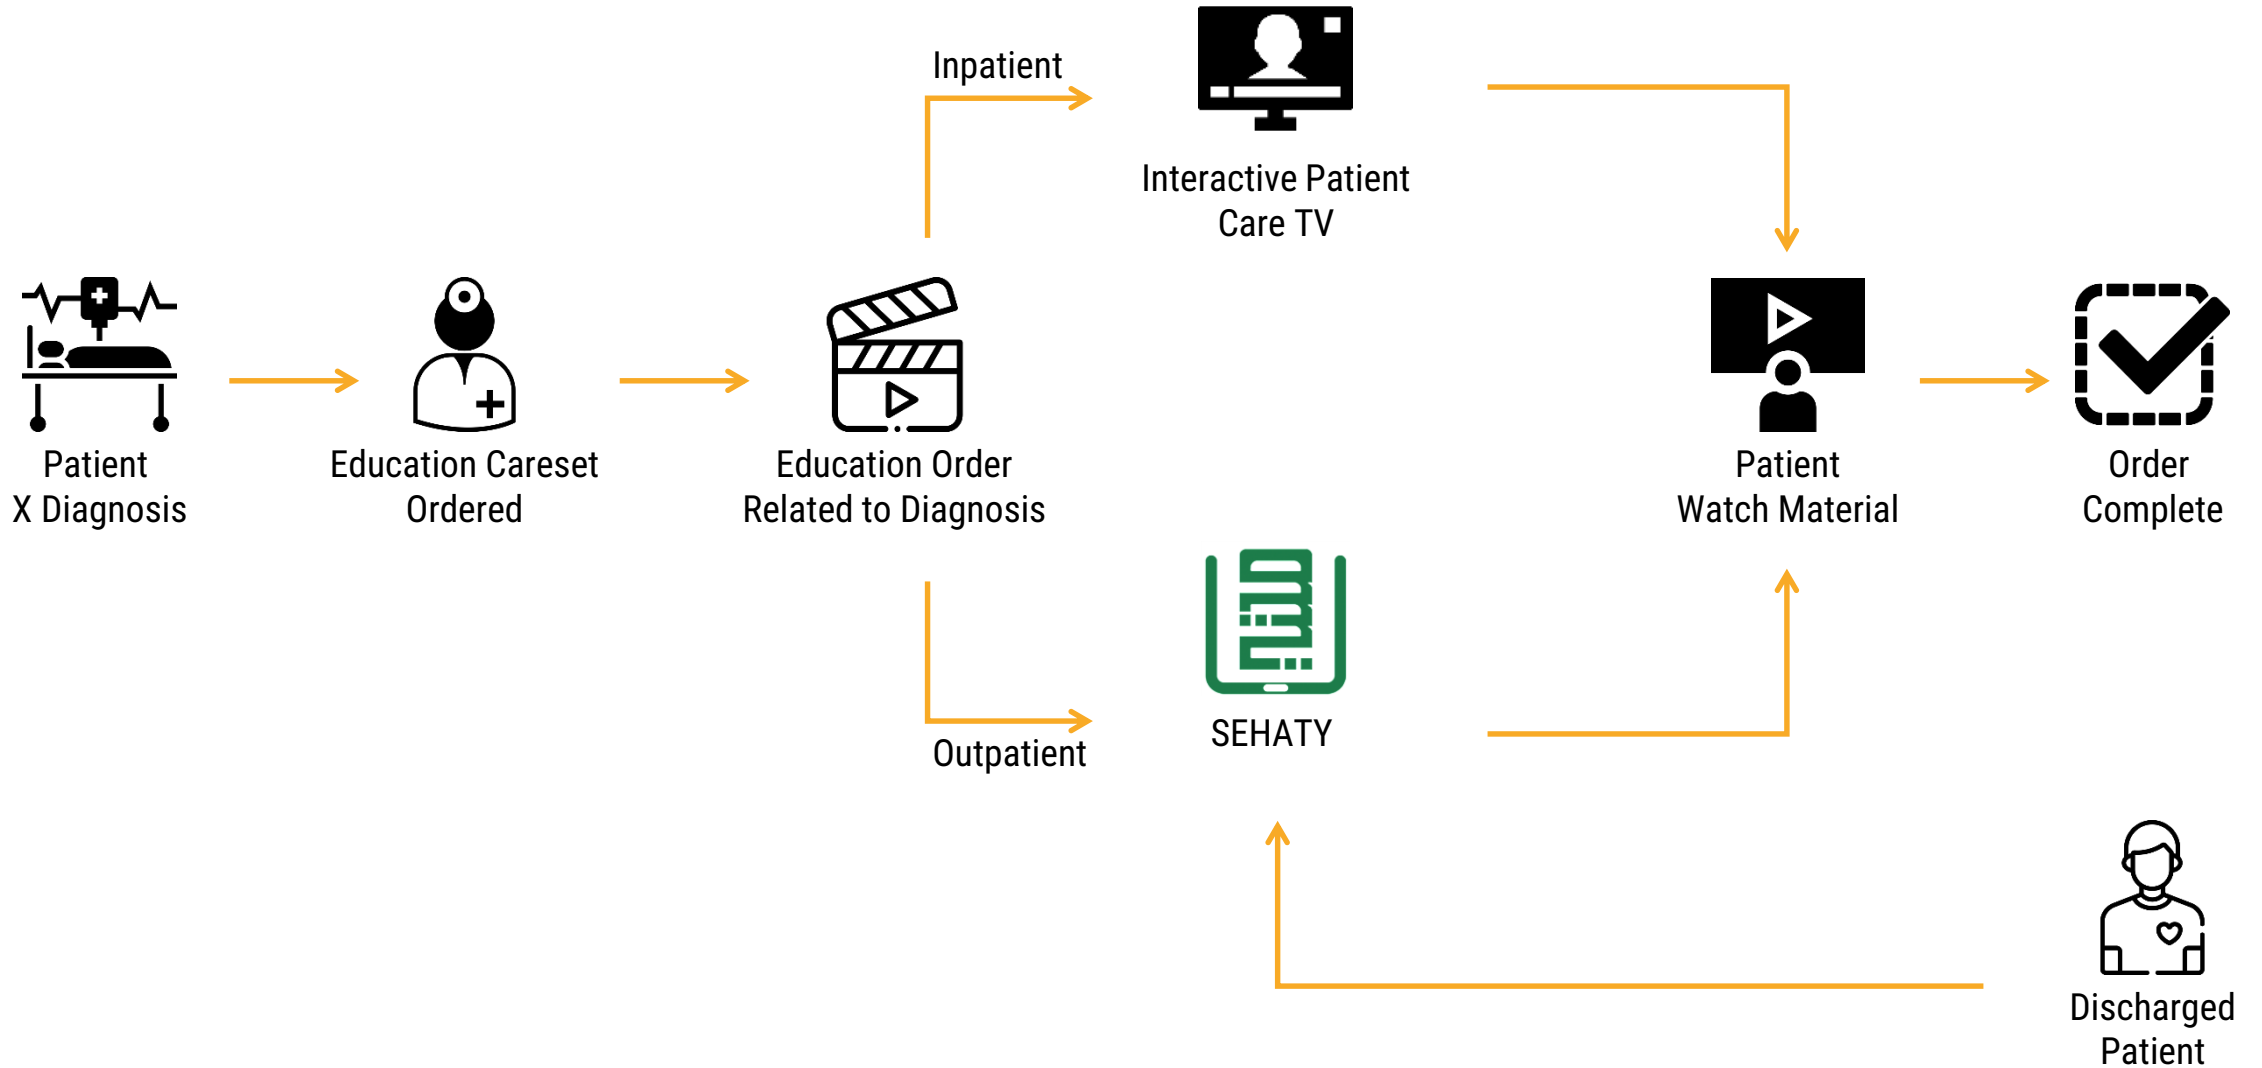 Inpatient
Interactive Patient
Care TV
Patient
X Diagnosis
Education Careset
Ordered
Education Order
Related to Diagnosis
Patient
Watch Material
Order
Complete
صحتي
SEHATY
Outpatient
Discharged
Patient